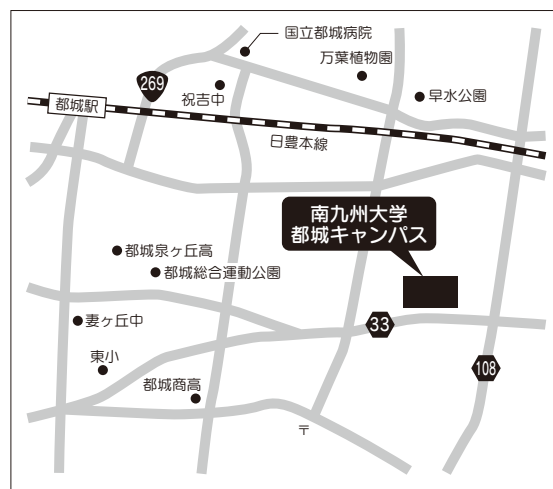 国立都城病院
万葉植物園
269
祝吉中
早水公園
都城駅
日豊本線
南九州大学
都城キャンパス
都城泉ヶ丘高
都城総合運動公園
妻ヶ丘中
33
東小
108
都城商高
〒